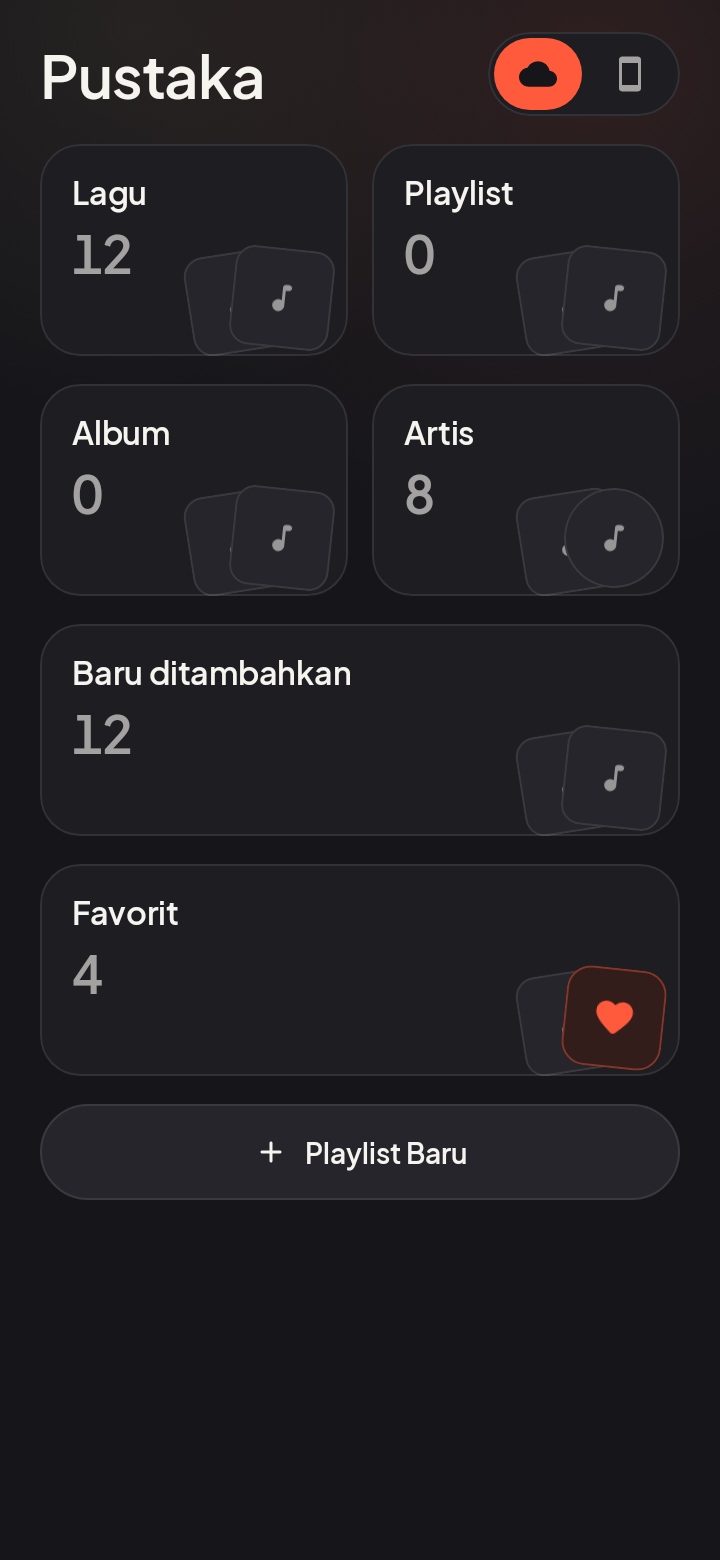 Pustaka
Lagu
12
Playlist
0
Album
0
Artis
8
Baru ditambahkan
12
Favorit
4
Playlist Baru